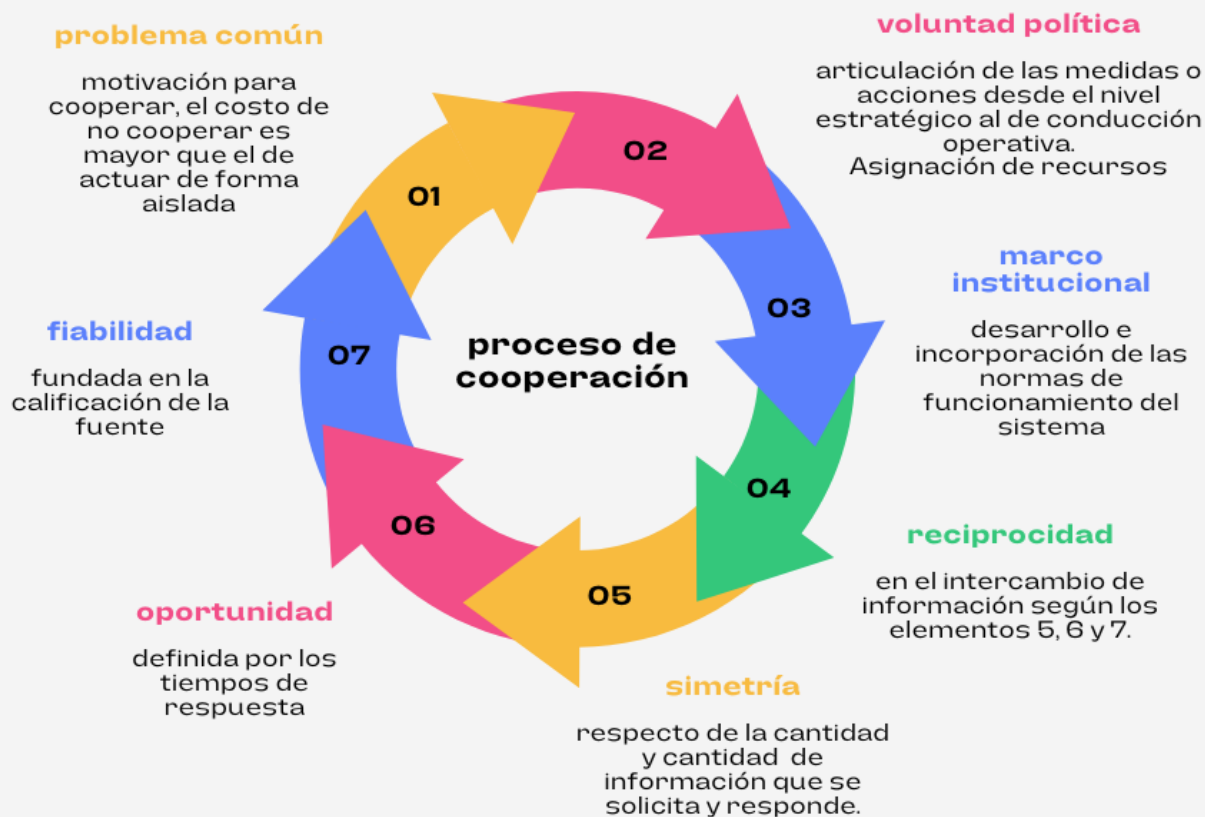 problema común
motivación para
cooperar, el costo de
no cooperar es
mayor que el de
actuar de forma
aislada
01
voluntad política
articulación de las medidas o
acciones desde el nivel
estratégico al de conducción
operativa.
Asignación de recursos
02
marco
institucional
desarrollo e
incorporación de las
normas de
funcionamiento del
sistema
03
reciprocidad
en el intercambio de
información según los
elementos 5, 6 y 7.
04
simetría
respecto de la cantidad
y cantidad de
información que se
solicita y responde.
05
oportunidad
definida por los
tiempos de
respuesta
06
fiabilidad
fundada en la
calificación de la
fuente
07
proceso de
cooperación